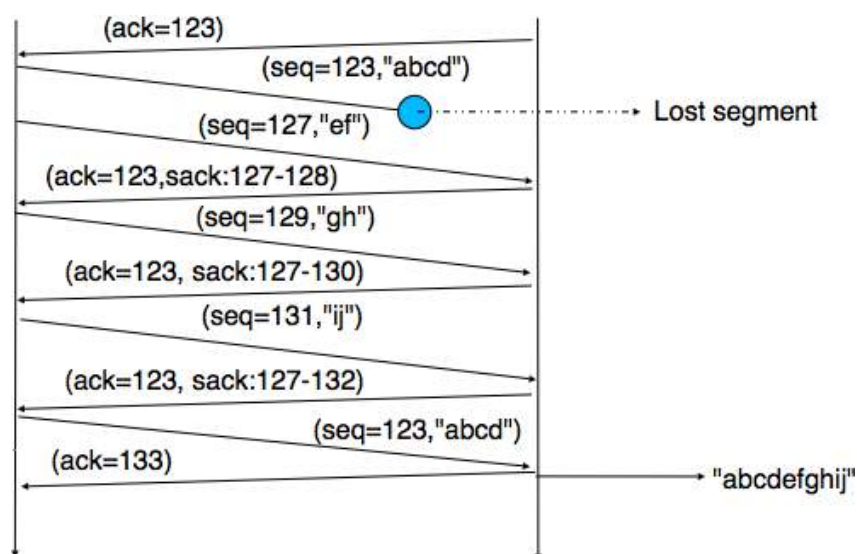 (ack=123)
(seq=123,"abcd")
Lost segment
(seq=127,"ef")
(ack=123,sack:127-128)
(seq=129,"gh")
(ack=123, sack:127-130)
(seq=131,"ij")
(ack=123, sack:127-132)
(seq=123,"abcd")
(ack=133)
"abcdefghij"